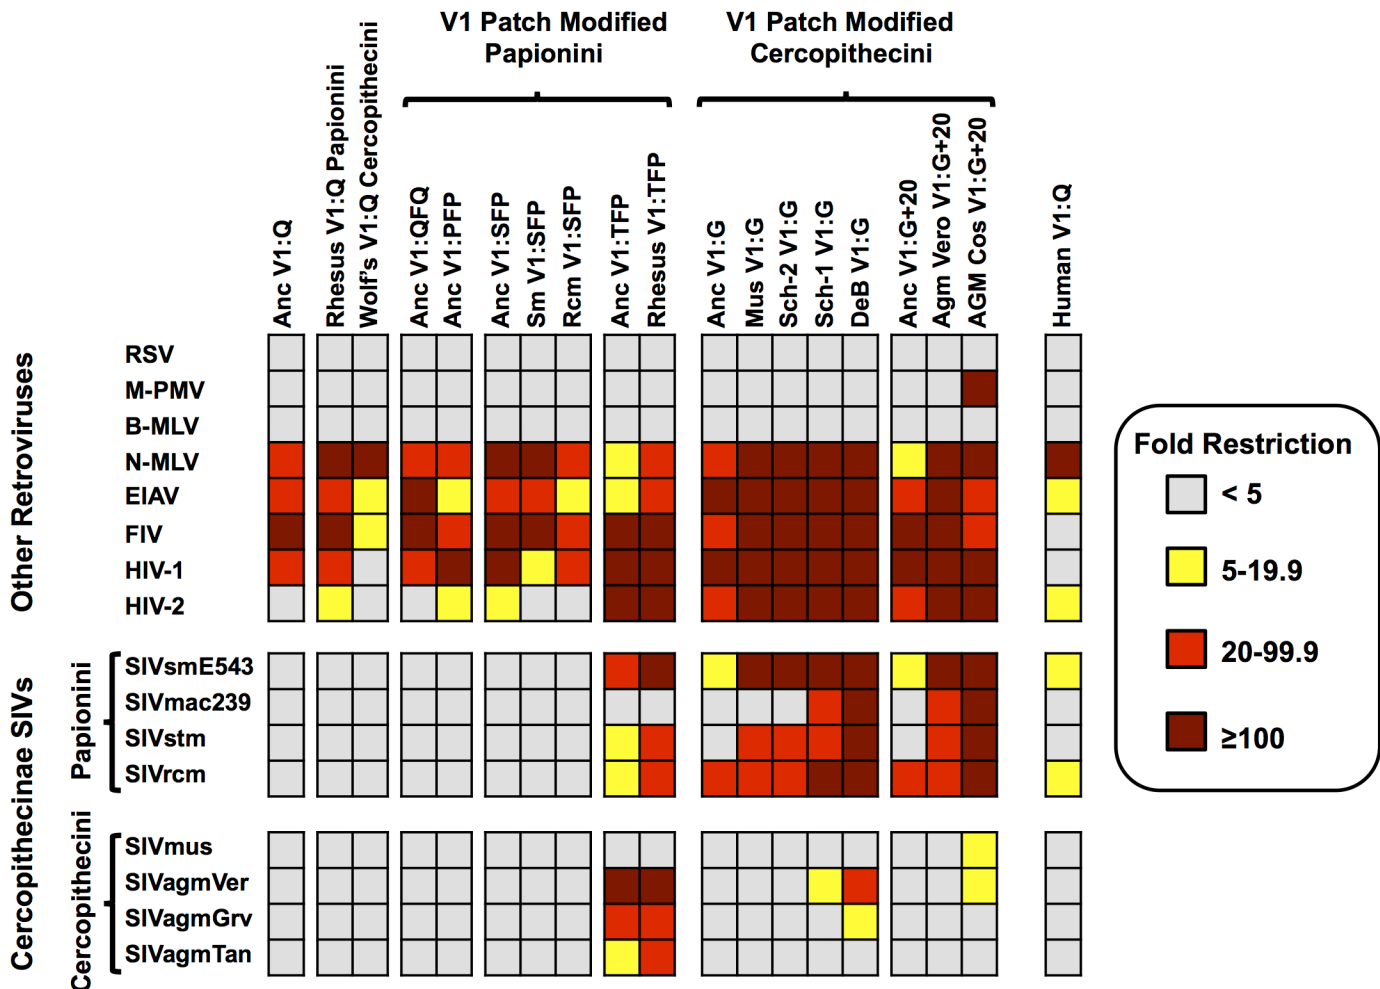 V1 Patch Modified
Papionini
V1 Patch Modified
Cercopithecini
Anc V1:Q
Rhesus V1:Q Papionini
Wolf's V1:Q Cercopithecini
Anc V1:QFQ
Anc V1:PFP
Anc V1:SFP
Sm V1:SFP
Rcm V1:SFP
Anc V1:TFP
Rhesus V1:TFP
Anc V1:G
Mus V1:G
Sch-2 V1:G
Sch-1 V1:G
DeB V1:G
Anc V1:G+20
Agm Vero V1:G+20
AGM Cos V1:G+20
Human V1:Q
Other Retroviruses
RSV
M-PMV
B-MLV
N-MLV
EIAV
FIV
HIV-1
HIV-2
Cercopithecinae SIVs
Papionini
SIVsmE543
SIVmac239
SIVstm
SIVrcm
Cercopithecini
SIVmus
SIVagmVer
SIVagmGrv
SIVagmTan
Fold Restriction
< 5
5-19.9
20-99.9
≥100